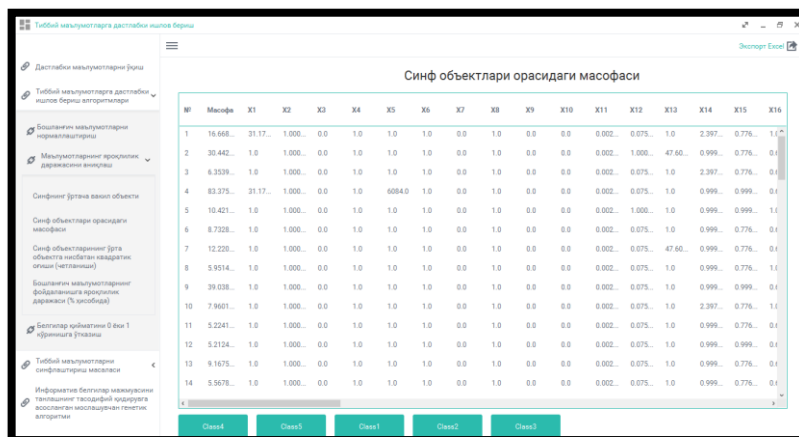 Тиббий маълумотларга дастлабки ишлов бериш
Экспорт Excel
Дастлабки маълумотларни ўқиш
Тиббий маълумотларга дастлабки
ишлов бериш алгоритмлари
Бошланғич маълумотларни
нормаллаштириш
Маълумотларнинг яроқлилик
даражасини аниқлаш
Синфнинг ўртача вакил объекти
Синф объектлари орасидаги
масофаси
Синф объектларининг ўрта
объектга нисбатан квадратик
оғиши (четланиши)
Бошланғич маълумотларнинг
фойдаланишга яроқлилик
даражаси (% ҳисобида)
Белгилар қийматини 0 ёки 1
кўринишга ўтказиш
Тиббий маълумотларни
синфлаштириш масаласи
Информатив белгилар мажмуасини
танлашнинг тасодифий қидирувга
асосланган мослашувчан генетик
алгоритми
Синф объектлари орасидаги масофаси
№ Масофа X1 X2 X3 X4 X5 X6 X7 X8 X9 X10 X11 X12 X13 X14 X15 X16
1 16.668... 31.17... 1.000... 0.0 1.0 1.0 1.0 0.0 1.0 0.0 0.0 0.002... 0.075... 1.0 2.397... 0.776...
2 30.442... 1.0 1.000... 0.0 1.0 1.0 1.0 0.0 1.0 0.0 0.0 0.002... 1.000... 47.60... 0.999... 0.776...
3 6.3539... 1.0 1.000... 0.0 1.0 1.0 1.0 0.0 1.0 0.0 0.0 0.002... 0.075... 1.0 2.397... 0.776...
4 83.375... 31.17... 1.000... 0.0 1.0 6084.0 1.0 0.0 1.0 0.0 0.0 0.002... 0.075... 1.0 0.999... 0.999...
5 10.421... 1.0 1.000... 0.0 1.0 1.0 1.0 0.0 1.0 0.0 0.0 0.002... 1.000... 1.0 0.999... 0.999...
6 8.7328... 1.0 1.000... 0.0 1.0 1.0 1.0 0.0 1.0 0.0 0.0 0.002... 0.075... 1.0 0.999... 0.776...
7 12.220... 1.0 1.000... 0.0 1.0 1.0 1.0 0.0 1.0 0.0 0.0 0.002... 0.075... 47.60... 0.999... 0.776...
8 5.9514... 1.0 1.000... 0.0 1.0 1.0 1.0 0.0 1.0 0.0 0.0 0.002... 0.075... 1.0 0.999... 0.776...
9 39.038... 1.0 1.000... 0.0 1.0 1.0 1.0 0.0 1.0 0.0 0.0 0.002... 0.075... 1.0 0.999... 0.999...
10 7.9601... 1.0 1.000... 0.0 1.0 1.0 1.0 0.0 1.0 0.0 0.0 0.002... 0.075... 1.0 2.397... 0.776...
11 5.2241... 1.0 1.000... 0.0 1.0 1.0 1.0 0.0 1.0 0.0 0.0 0.002... 0.075... 1.0 0.999... 0.776...
12 5.2124... 1.0 1.000... 0.0 1.0 1.0 1.0 0.0 1.0 0.0 0.0 0.002... 0.075... 1.0 0.999... 0.999...
13 9.1675... 1.0 1.000... 0.0 1.0 1.0 1.0 0.0 1.0 0.0 0.0 0.002... 0.075... 1.0 0.999... 0.776...
14 5.5678... 1.0 1.000... 0.0 1.0 1.0 1.0 0.0 1.0 0.0 0.0 0.002... 0.075... 1.0 0.999... 0.776...
Class4 Class5 Class1 Class2 Class3